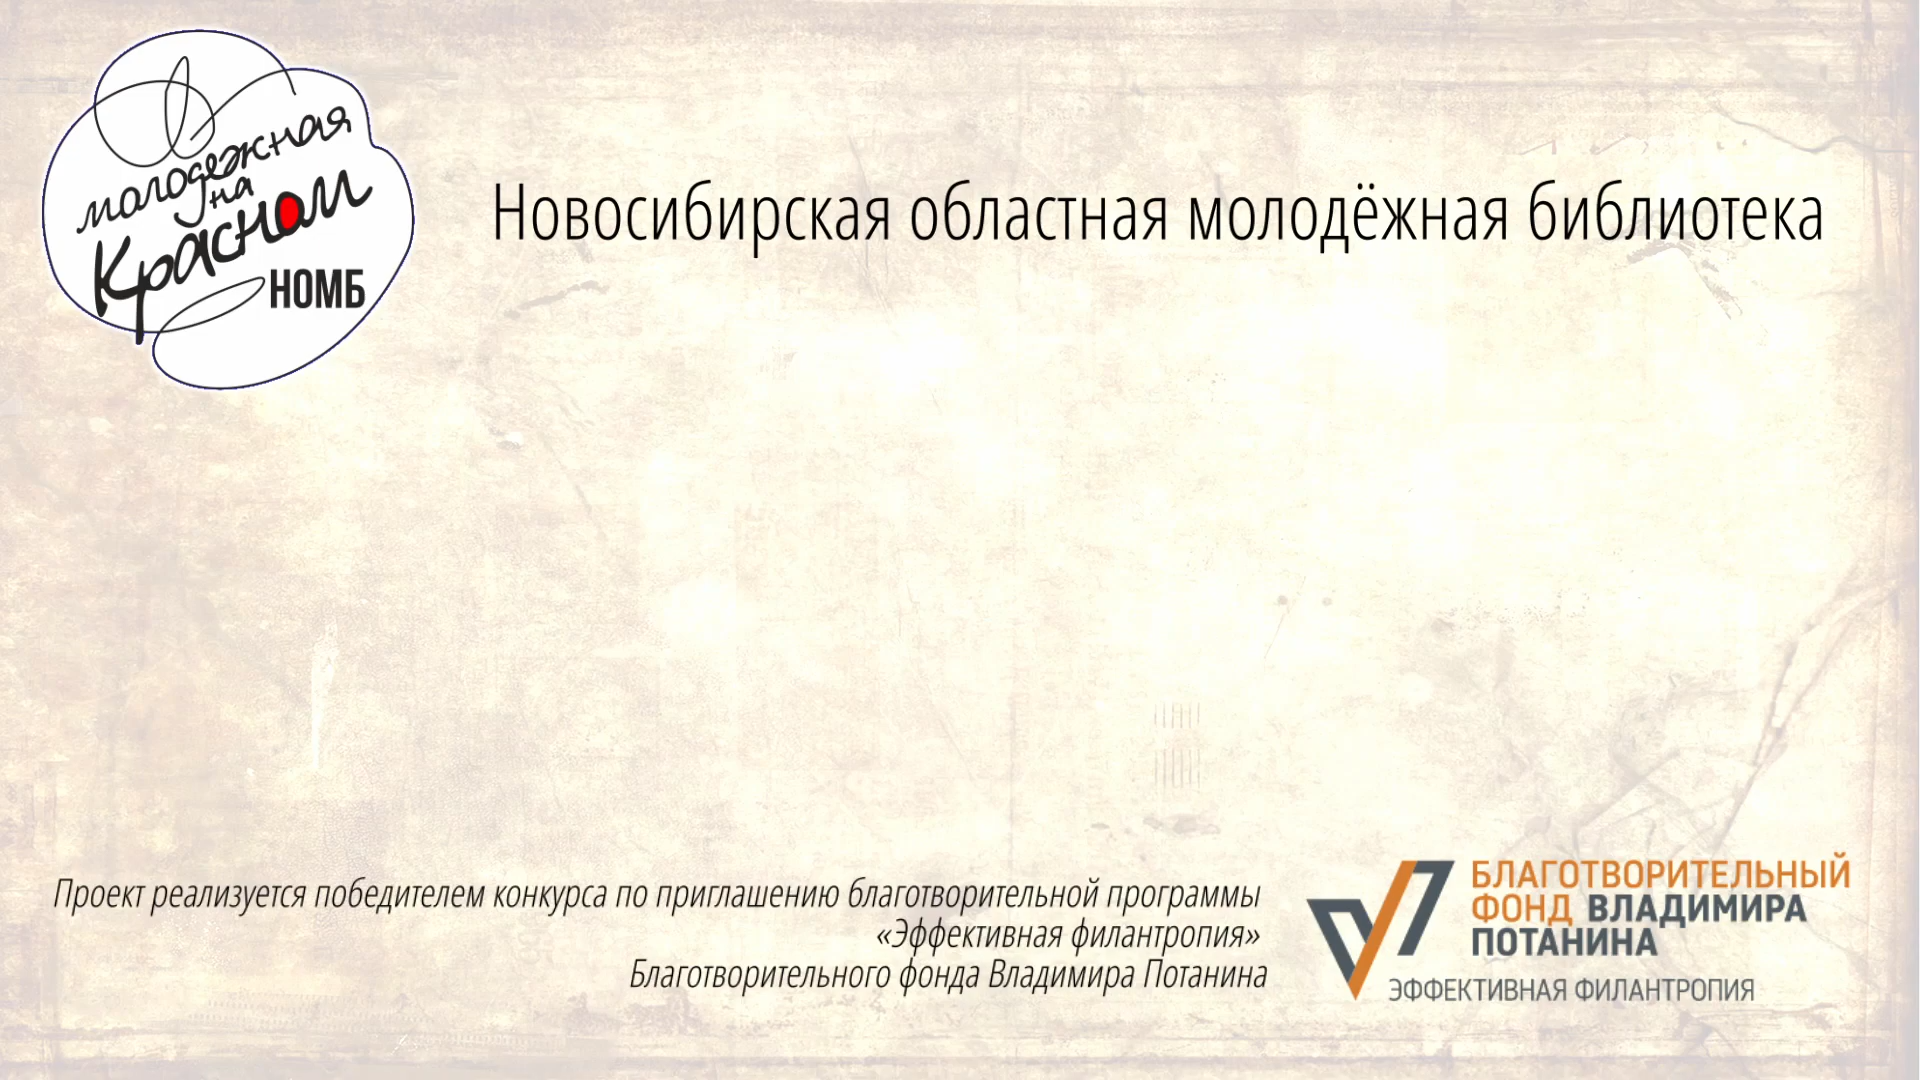 молодежная
на
Красном
НОМБ
Новосибирская областная молодёжная библиотека
Проект реализуется победителем конкурса по приглашению благотворительной программы
«Эффективная филантропия»
Благотворительного фонда Владимира Потанина
БЛАГОТВОРИТЕЛЬНЫЙ
ФОНД ВЛАДИМИРА
ПОТАНИНА
ЭФФЕКТИВНАЯ ФИЛАНТРОПИЯ